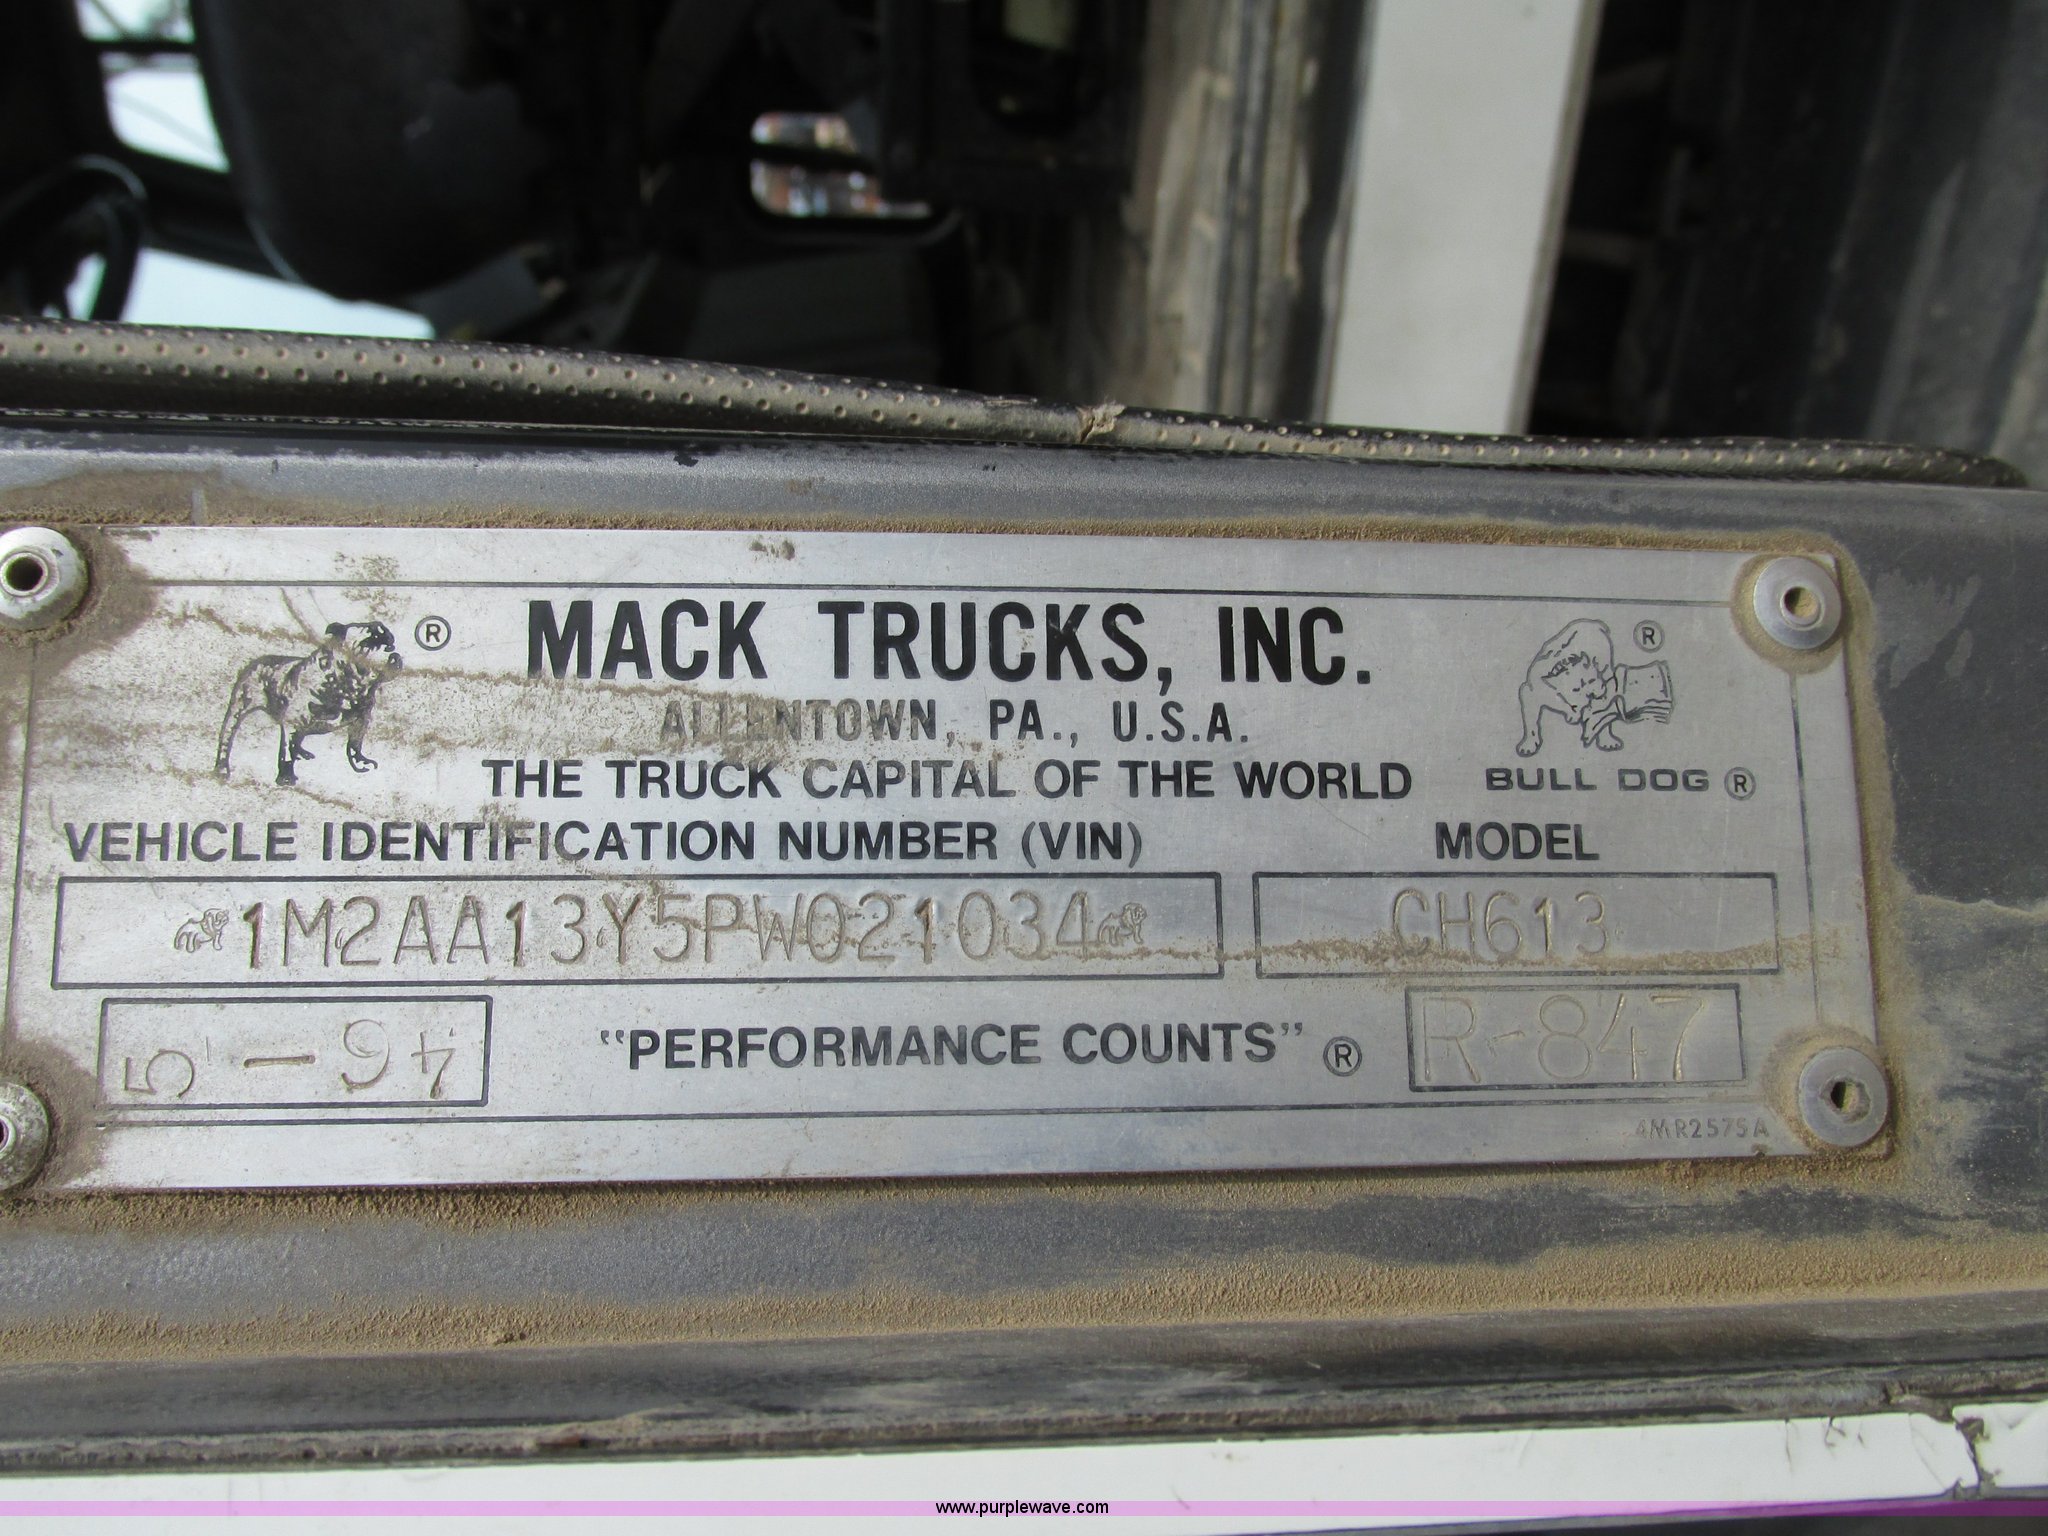 ® MACK TRUCKS, INC. ®
ALLENTOWN, PA., U.S.A.
THE TRUCK CAPITAL OF THE WORLD
BULL DOG ®
VEHICLE IDENTIFICATION NUMBER (VIN)
MODEL
1M2AA13Y5PW021034
CH613
5-94
"PERFORMANCE COUNTS" ®
R-847
4MR2575A
www.purplewave.com